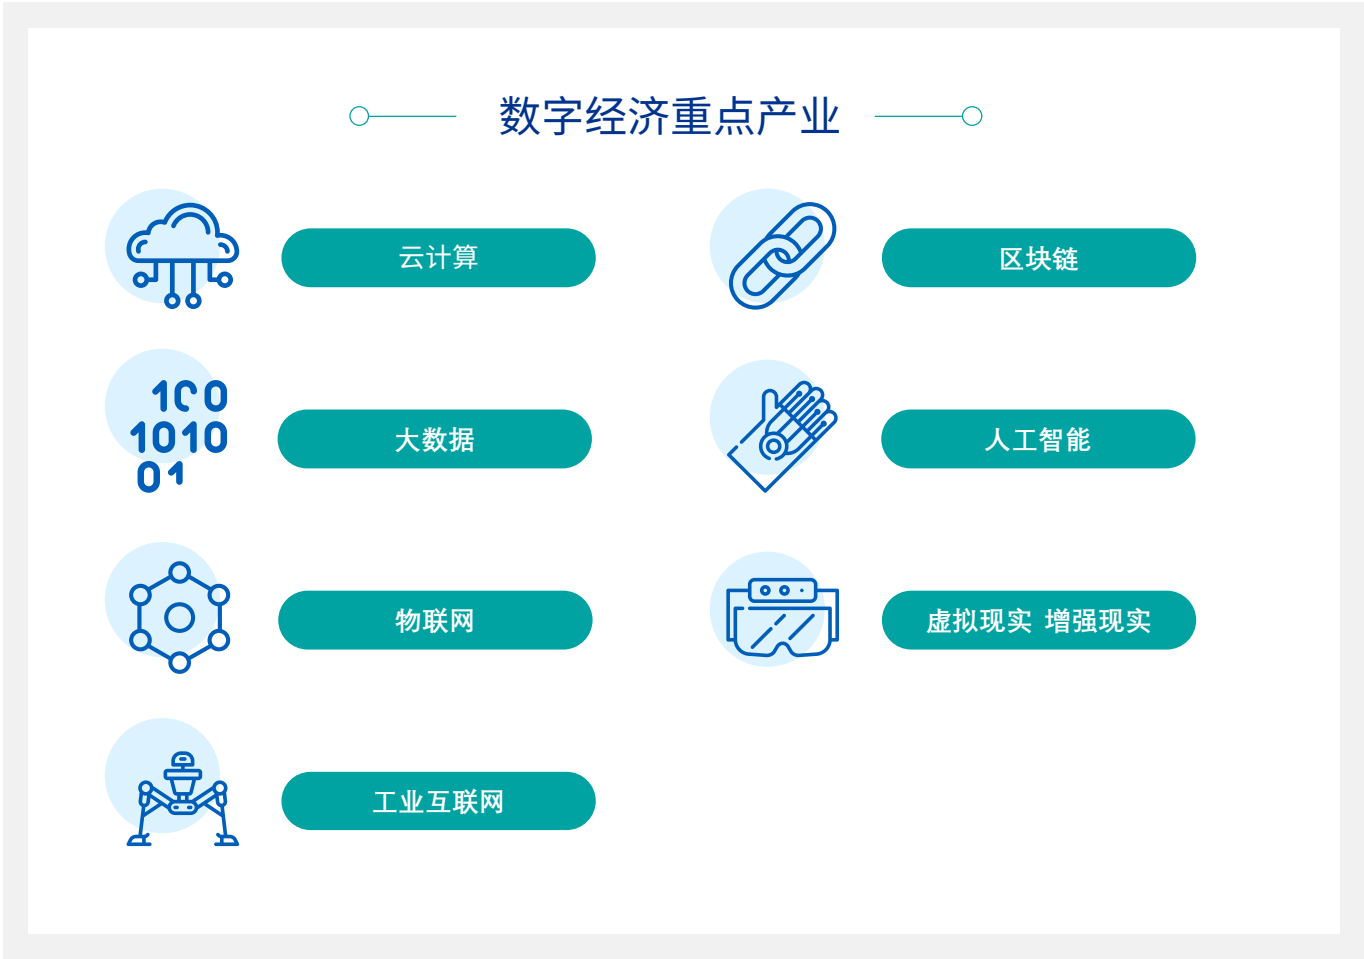 数字经济重点产业
云计算
区块链
100
1010
01
大数据
人工智能
物联网
虚拟现实 增强现实
工业互联网